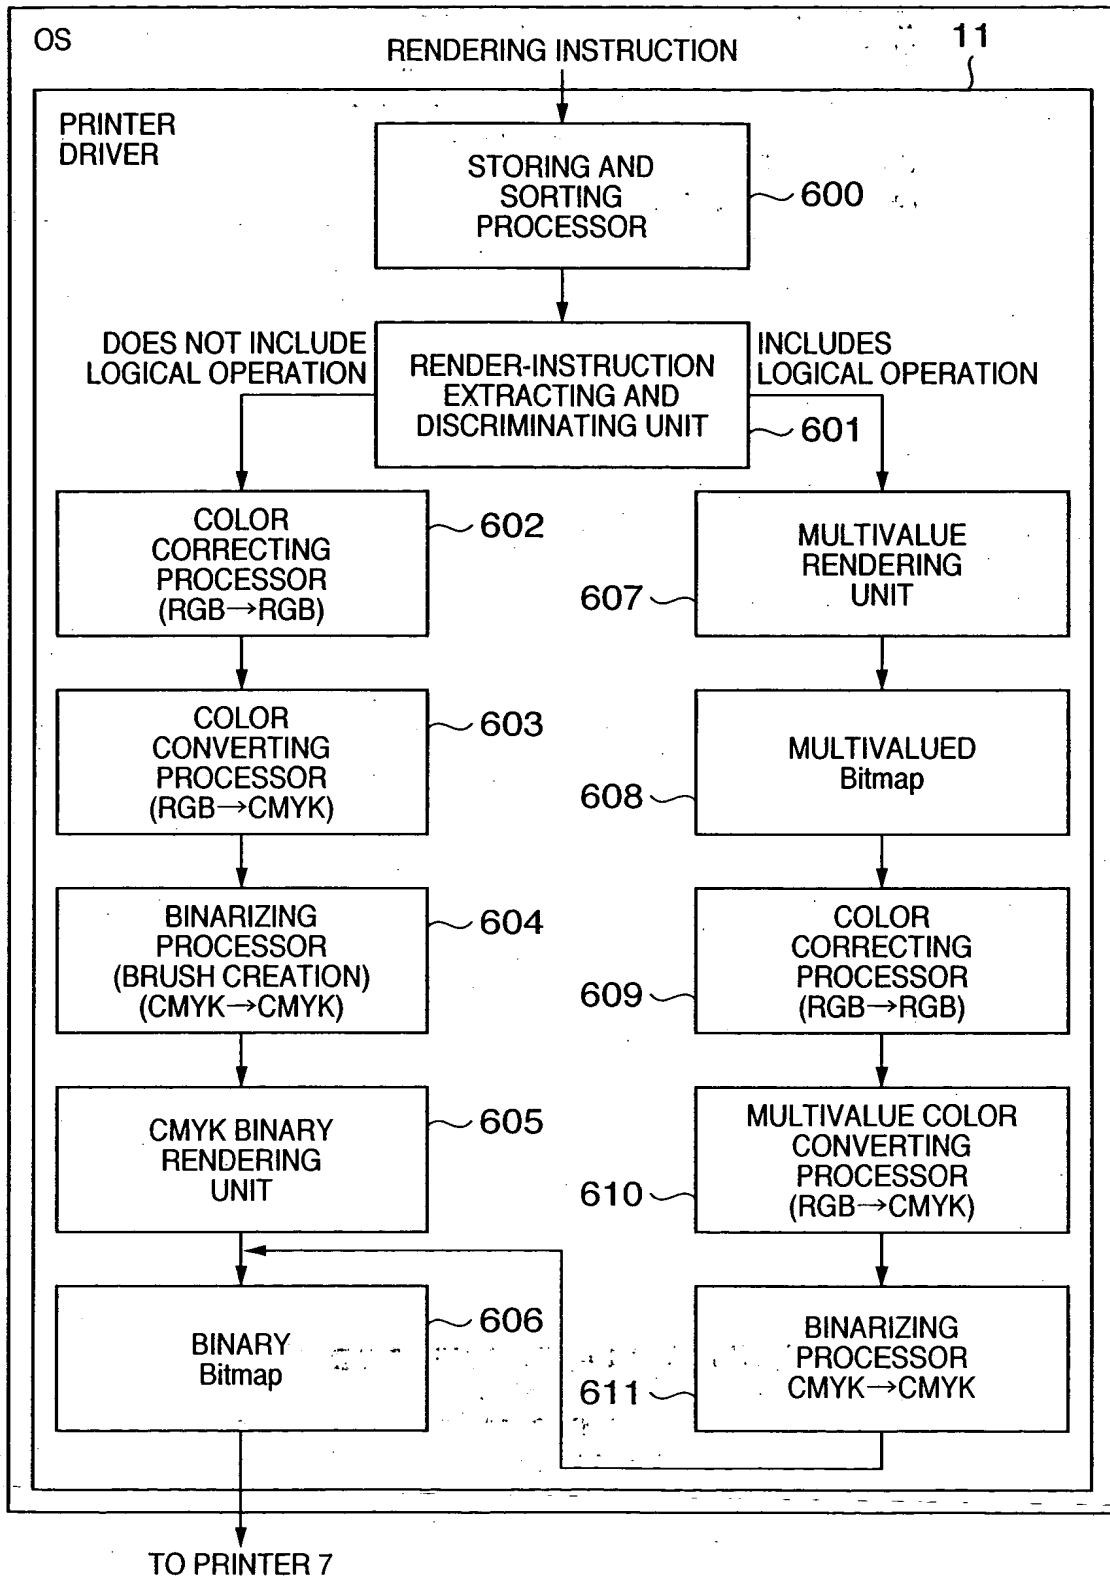 OS
RENDERING INSTRUCTION
11
PRINTER
DRIVER
STORING AND
SORTING
PROCESSOR
600
DOES NOT INCLUDE
LOGICAL OPERATION
RENDER-INSTRUCTION
EXTRACTING AND
DISCRIMINATING UNIT
601
INCLUDES
LOGICAL OPERATION
COLOR
CORRECTING
PROCESSOR
(RGB→RGB)
602
COLOR
CONVERTING
PROCESSOR
(RGB→CMYK)
603
BINARIZING
PROCESSOR
(BRUSH CREATION)
(CMYK→CMYK)
604
CMYK BINARY
RENDERING
UNIT
605
BINARY
Bitmap
606
MULTIVALUE
RENDERING
UNIT
607
MULTIVALUED
Bitmap
608
COLOR
CORRECTING
PROCESSOR
(RGB→RGB)
609
MULTIVALUE COLOR
CONVERTING
PROCESSOR
(RGB→CMYK)
610
BINARIZING
PROCESSOR
CMYK→CMYK
611
TO PRINTER 7